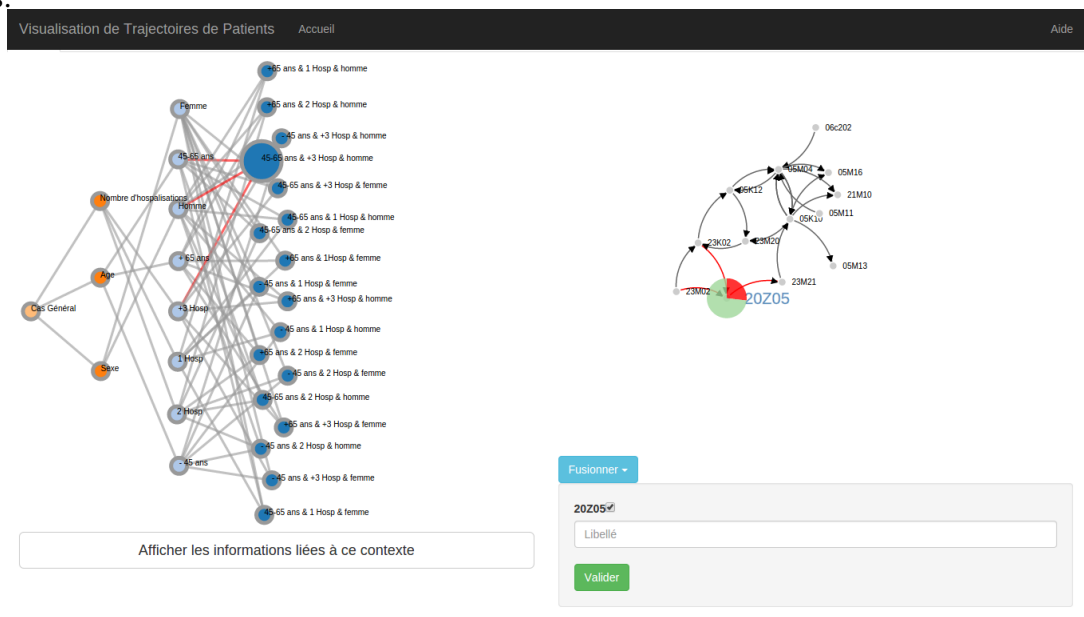 Visualisation de Trajectoires de Patients
Accueil
Aide
+65 ans & 1 Hosp & homme
+65 ans & 2 Hosp & homme
- 45 ans & +3 Hosp & homme
45-65 ans & +3 Hosp & homme
45-65 ans & +3 Hosp & femme
45-65 ans & 1 Hosp & homme
45-65 ans & 2 Hosp & femme
+65 ans & 1Hosp & femme
- 45 ans & 1 Hosp & femme
+65 ans & +3 Hosp & homme
- 45 ans & 1 Hosp & homme
+65 ans & 2 Hosp & femme
- 45 ans & 2 Hosp & femme
45-65 ans & 2 Hosp & homme
+65 ans & +3 Hosp & femme
- 45 ans & 2 Hosp & homme
- 45 ans & +3 Hosp & femme
45-65 ans & 1 Hosp & femme
Femme
45-65 ans
Homme
+ 65 ans
+3 Hosp
1 Hosp
2 Hosp
- 45 ans
Nombre d'hospalisations
Age
Sexe
Cas Général
06c202
05M04
05M16
05K12
21M10
05K10
05M11
23K02
23M20
05M13
23M02
23M21
20Z05
Afficher les informations liées à ce contexte
Fusionner
20Z05
Libellé
Valider